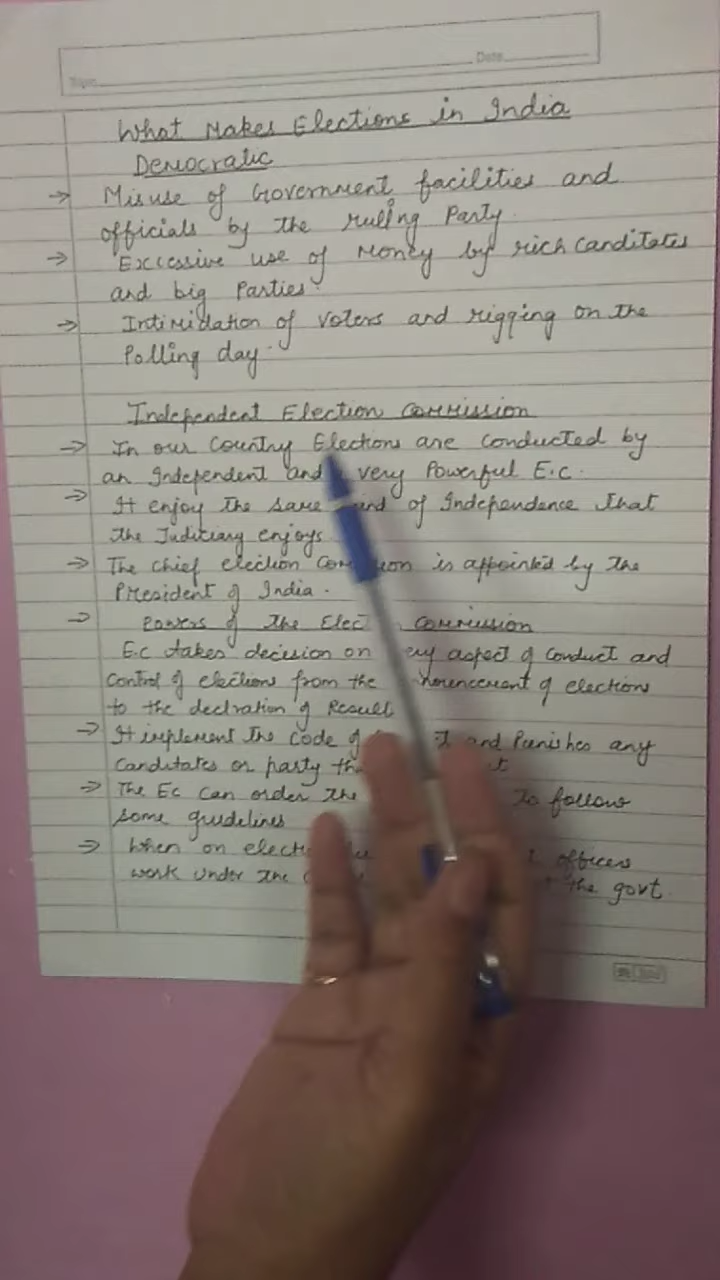 Topic Date
What Makes Elections in India
Democratic
→ Misuse of Government facilities and
officials by the rulling Party.
→ Excessive use of Money by rich Canditates
and big Parties.
→ Intimidation of Voters and rigging on the
Polling day.
Independent Election Commission
→ In our Country Elections are conducted by
an Independent and very Powerful E.C.
→ It enjoy the same of Independence that
the Judiciary enjoys
→ The chief election is appointed by the
President of India.
→ Powers of the Commission
E.C takes decision on aspect of conduct and
Control of elections from the of elections
to the declration of Result
→ It implement the Code of and Punishes any
Canditates or party
→ The EC Can order the to follow
some guidelines
→ When on officers
work under the the govt.